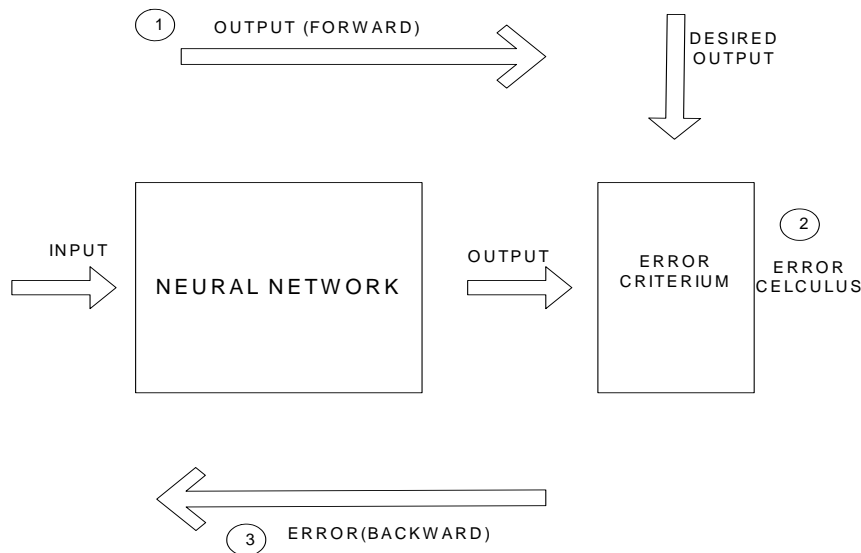 1
OUTPUT (FORWARD)
DESIRED
OUTPUT
INPUT
NEURAL NETWORK
OUTPUT
ERROR
CRITERIUM
2
ERROR
CELCULUS
3
ERROR(BACKWARD)